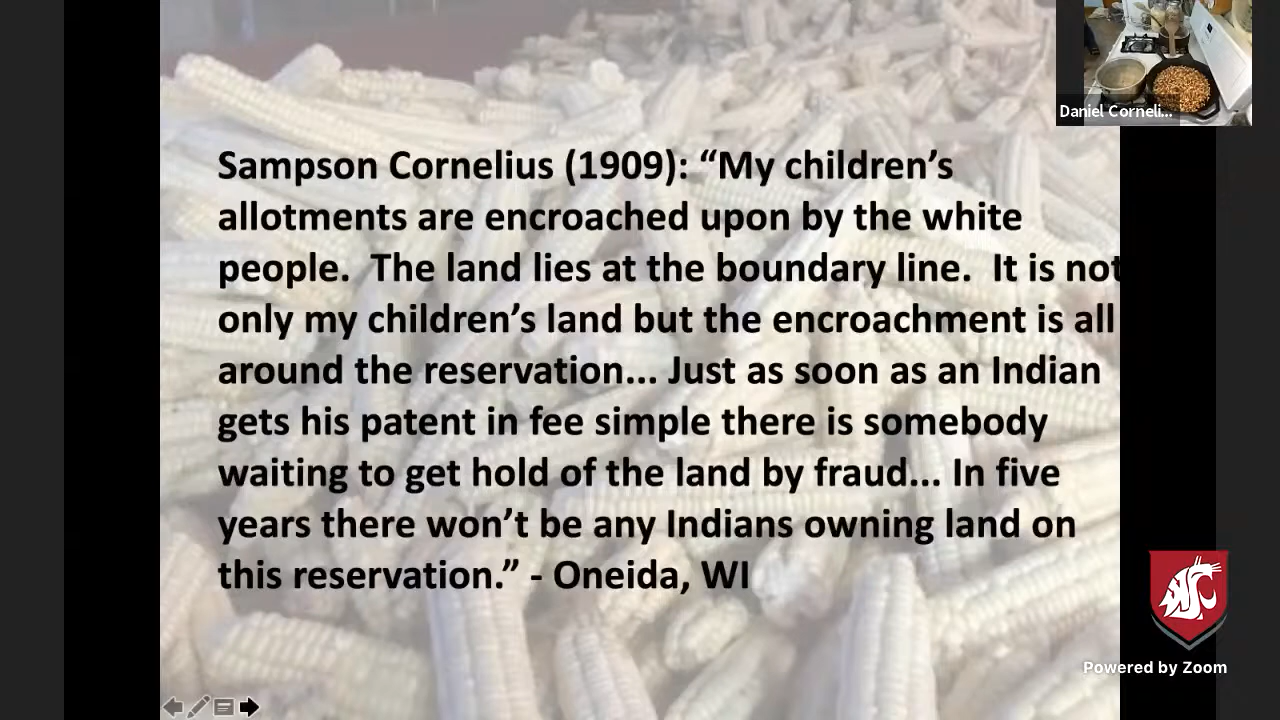 Daniel Corneli...
Sampson Cornelius (1909): “My children’s
allotments are encroached upon by the white
people.  The land lies at the boundary line.  It is not
only my children’s land but the encroachment is all
around the reservation... Just as soon as an Indian
gets his patent in fee simple there is somebody
waiting to get hold of the land by fraud... In five
years there won’t be any Indians owning land on
this reservation.” - Oneida, WI
Powered by Zoom